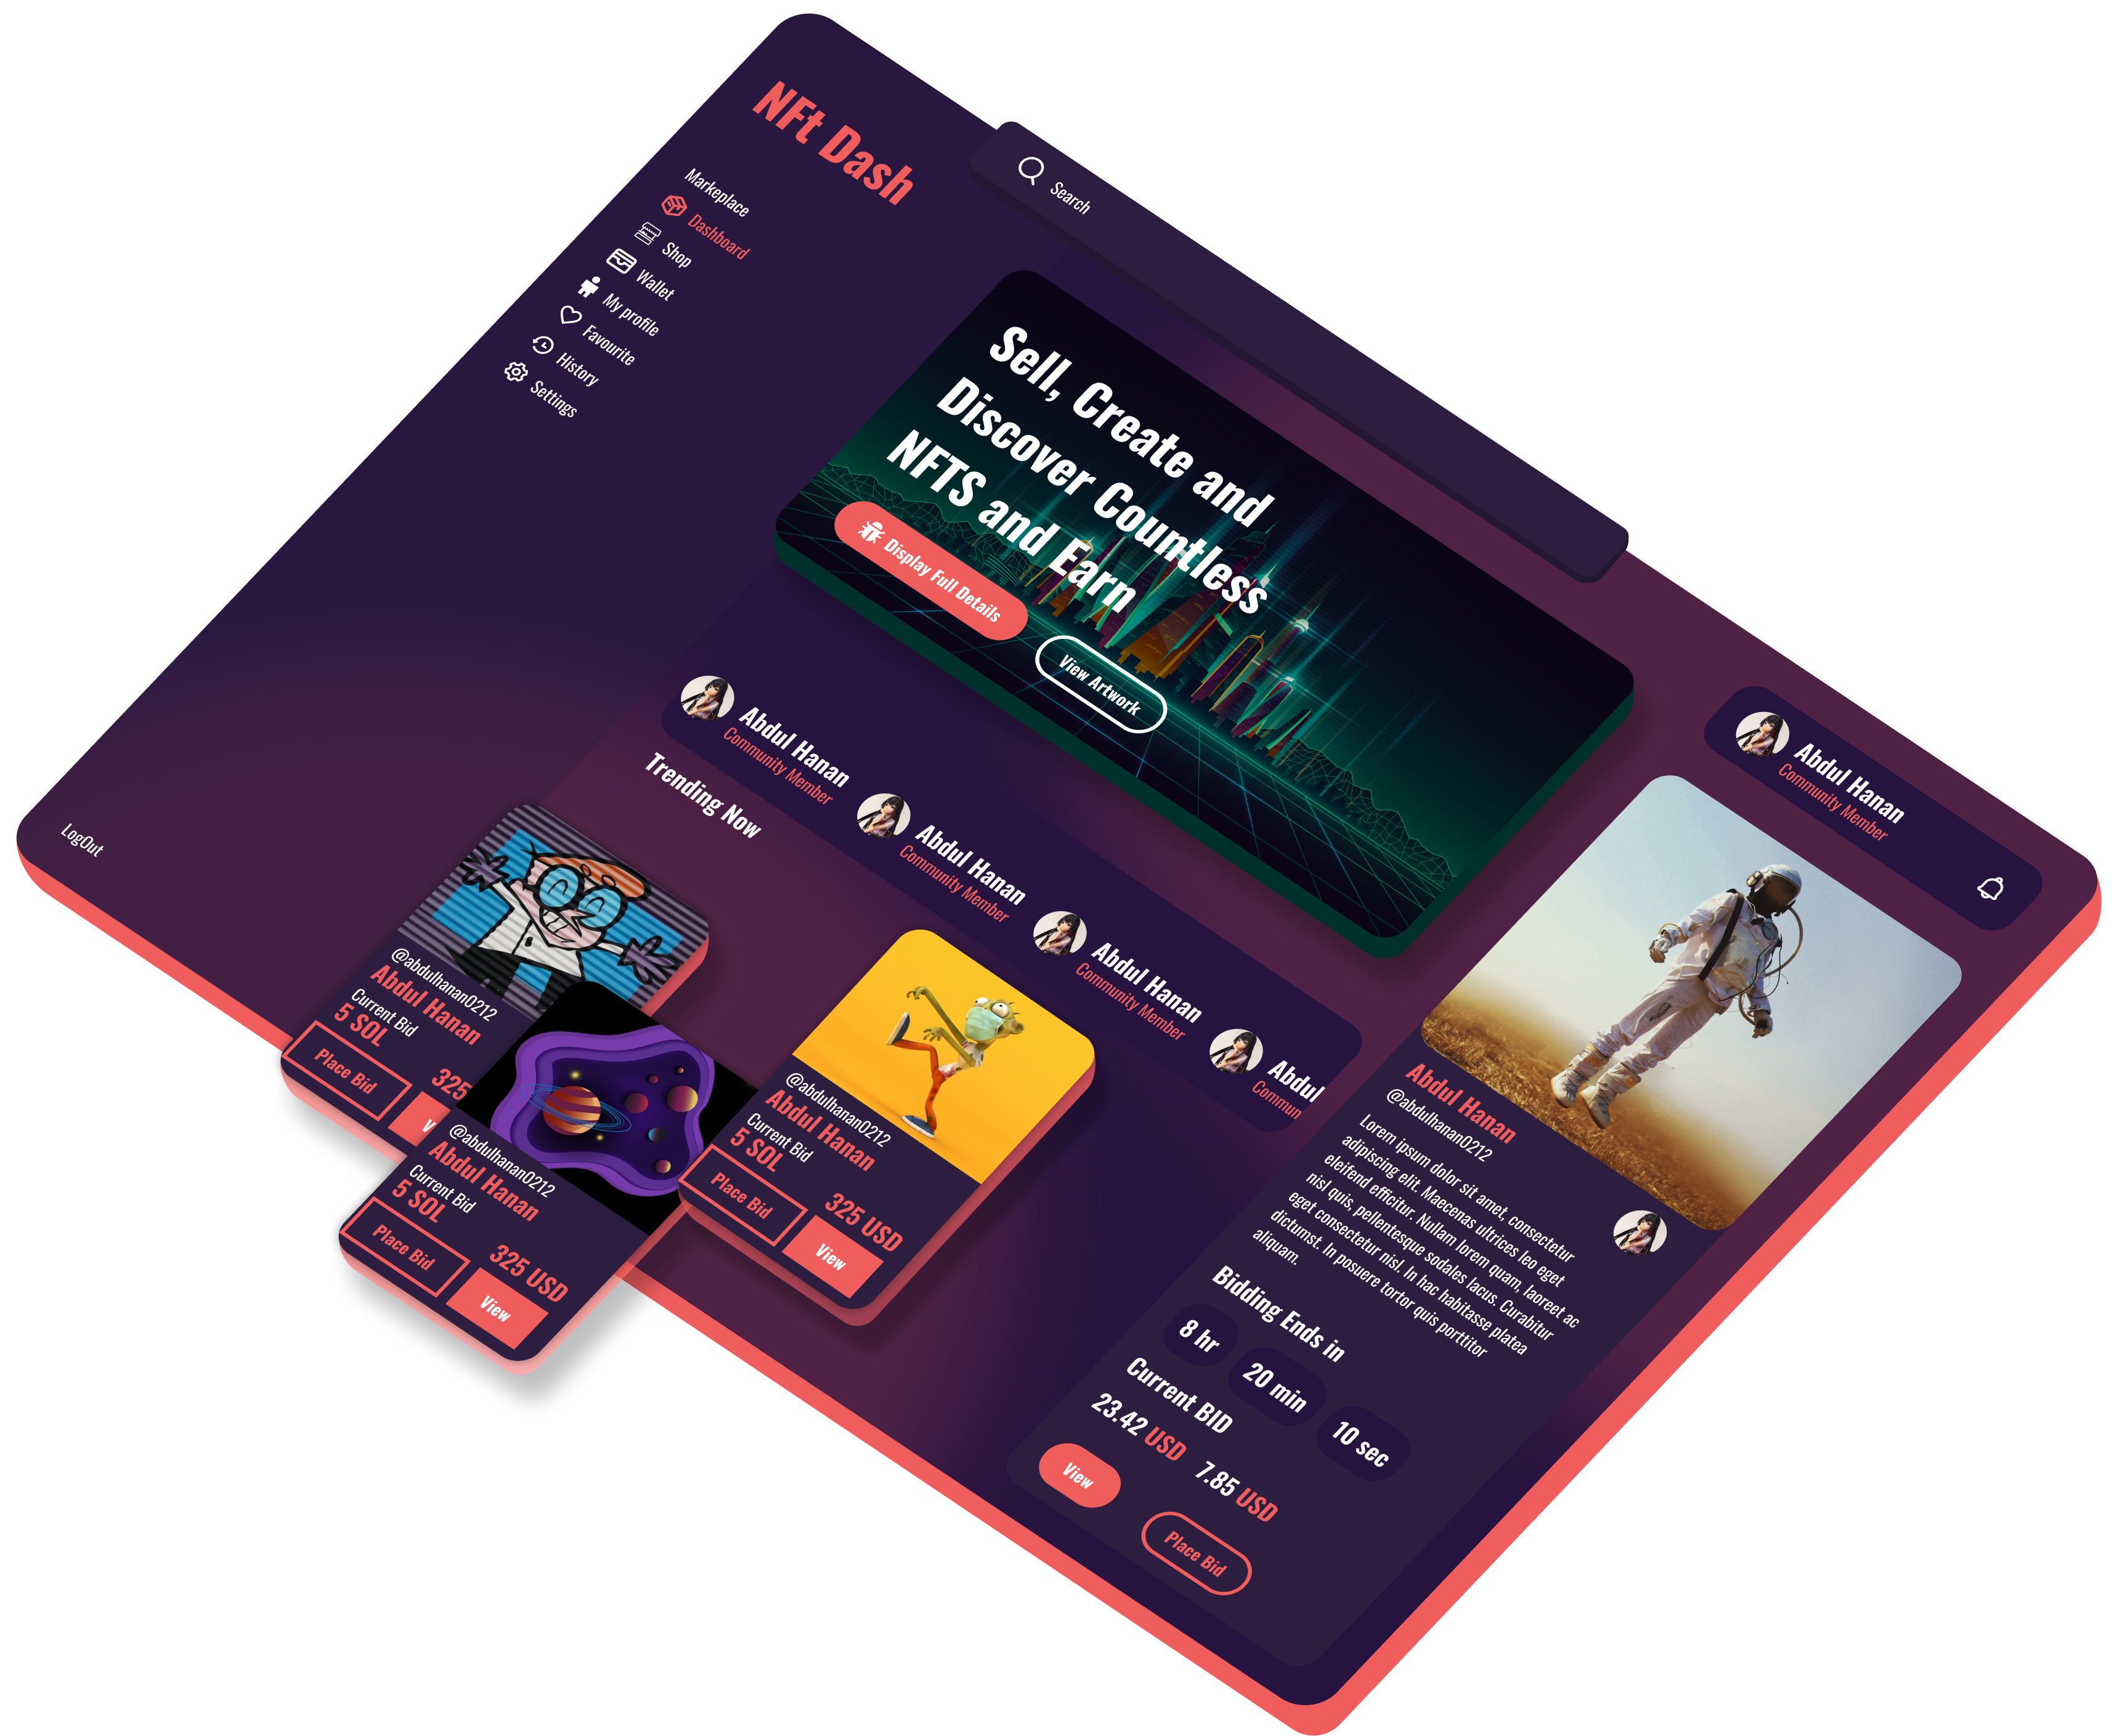 NFt Dash
Markeplace
Dashboard
Shop
Wallet
My profile
Favourite
History
Settings
LogOut
Search
Sell, Create and
Discover Countless
NFTS and Earn
Display Full Details
View Artwork
Abdul Hanan
Community Member
Abdul Hanan
Community Member
Abdul Hanan
Community Member
Abdul
Commun
Trending Now
@abdulhanan0212
Abdul Hanan
Current Bid
5 SOL
325
Place Bid
V
@abdulhanan0212
Abdul Hanan
Current Bid
5 SOL
325 USD
Place Bid
View
@abdulhanan0212
Abdul Hanan
Current Bid
5 SOL
325 USD
Place Bid
View
Abdul Hanan
Community Member
Abdul Hanan
@abdulhanan0212
Lorem ipsum dolor sit amet, consectetur
adipiscing elit. Maecenas ultrices leo eget
eleifend efficitur. Nullam lorem quam, laoreet ac
nisl quis, pellentesque sodales lacus. Curabitur
eget consectetur nisl. In hac habitasse platea
dictumst. In posuere tortor quis porttitor
aliquam.
Bidding Ends in
8 hr
20 min
10 sec
Current BID
23.42 USD
7.85 USD
View
Place Bid